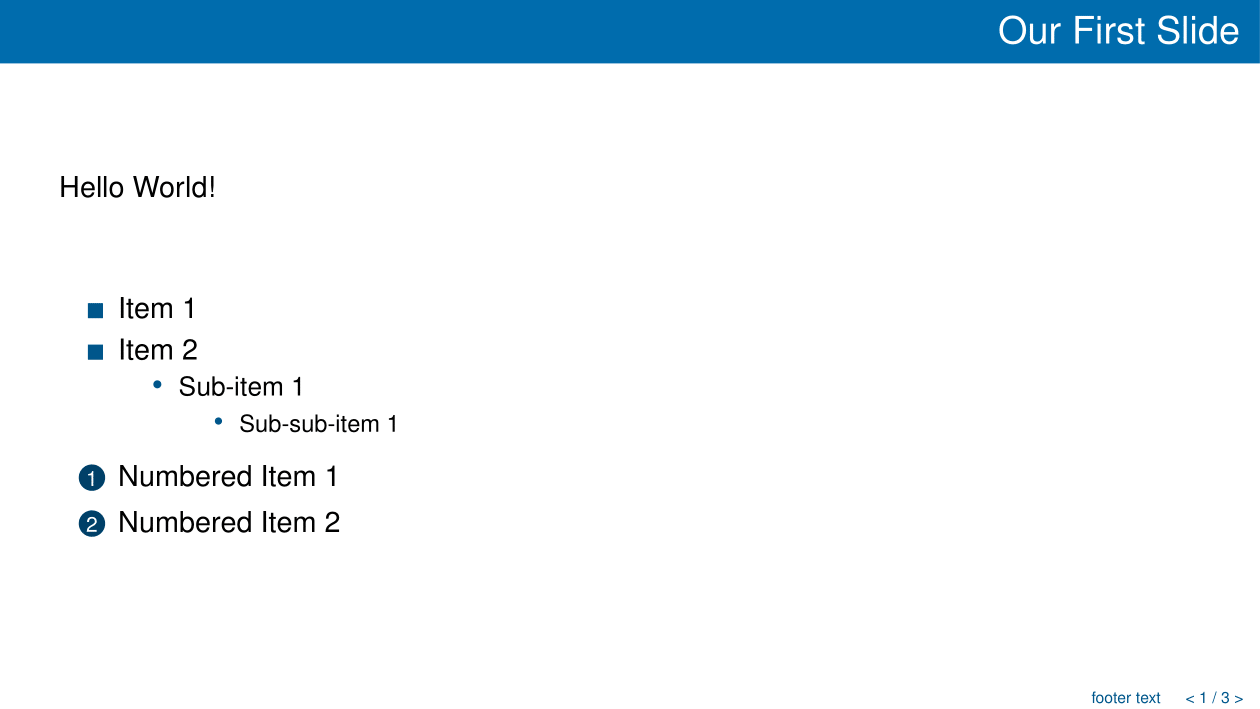 Our First Slide
Hello World!
Item 1
Item 2
Sub-item 1
Sub-sub-item 1
1 Numbered Item 1
2 Numbered Item 2
footer text < 1 / 3 >